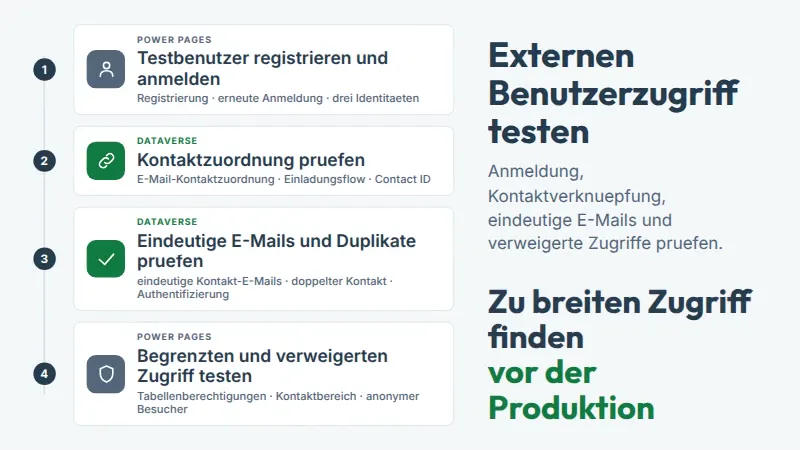 1
POWER PAGES
Testbenutzer registrieren und
anmelden
Registrierung · erneute Anmeldung · drei Identitaeten
2
DATAVERSE
Kontaktzuordnung pruefen
E-Mail-Kontaktzuordnung · Einladungsflow · Contact ID
3
DATAVERSE
Eindeutige E-Mails und Duplikate
pruefen
eindeutige Kontakt-E-Mails · doppelter Kontakt ·
Authentifizierung
4
POWER PAGES
Begrenzten und verweigerten
Zugriff testen
Tabellenberechtigungen · Kontaktbereich · anonymer
Besucher
Externen
Benutzerzugriff
testen
Anmeldung,
Kontaktverknuepfung,
eindeutige E-Mails und
verweigerte Zugriffe pruefen.
Zu breiten Zugriff
finden
vor der
Produktion